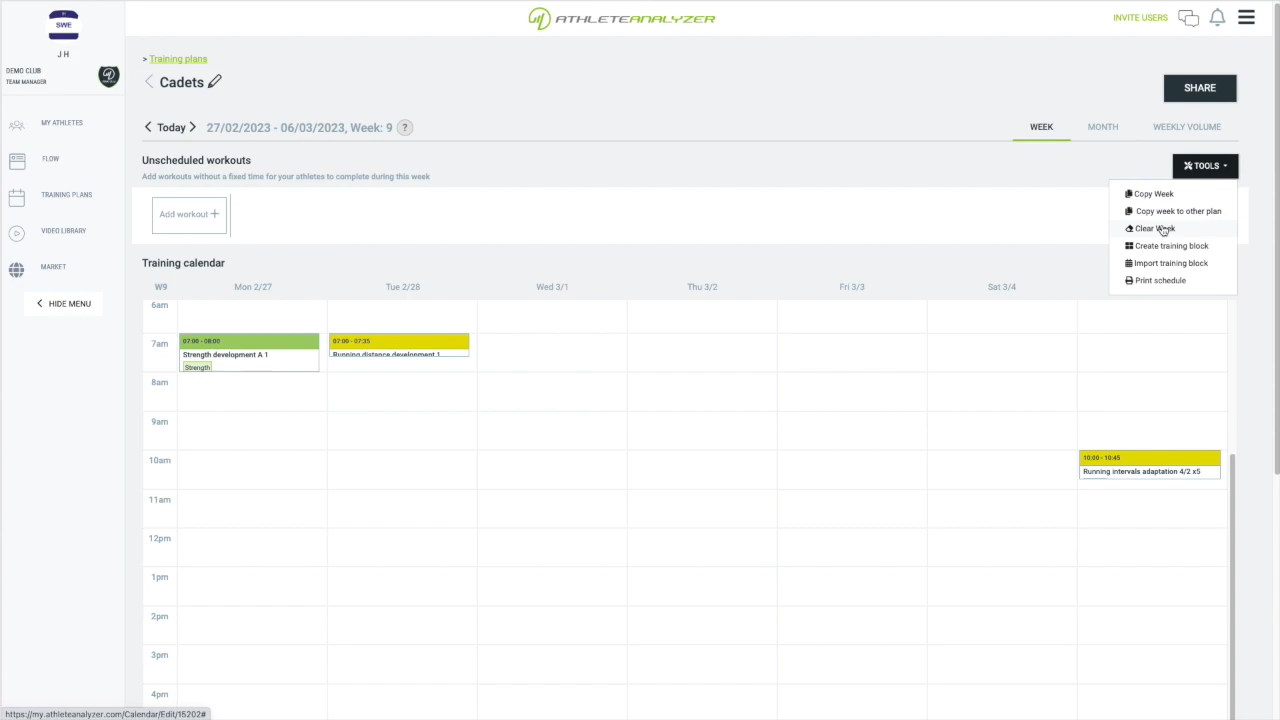 SWE
J H
DEMO CLUB
TEAM MANAGER
MY ATHLETES
FLOW
TRAINING PLANS
VIDEO LIBRARY
MARKET
HIDE MENU
ATHLETEANALYZER
INVITE USERS
> Training plans
Cadets
SHARE
Today
27/02/2023 - 06/03/2023, Week: 9 ?
WEEK MONTH WEEKLY VOLUME
Unscheduled workouts
Add workouts without a fixed time for your athletes to complete during this week
TOOLS
Copy Week
Copy week to other plan
Clear Week
Create training block
Import training block
Print schedule
Add workout +
Training calendar
W9 Mon 2/27 Tue 2/28 Wed 3/1 Thu 3/2 Fri 3/3 Sat 3/4
6am
7am
07:00 - 08:00
Strength development A 1
Strength
07:00 - 07:35
Running distance development 1
8am
9am
10am
10:00 - 10:45
Running intervals adaptation 4/2 x5
11am
12pm
1pm
2pm
3pm
4pm
https://my.athleteanalyzer.com/Calendar/Edit/15202#